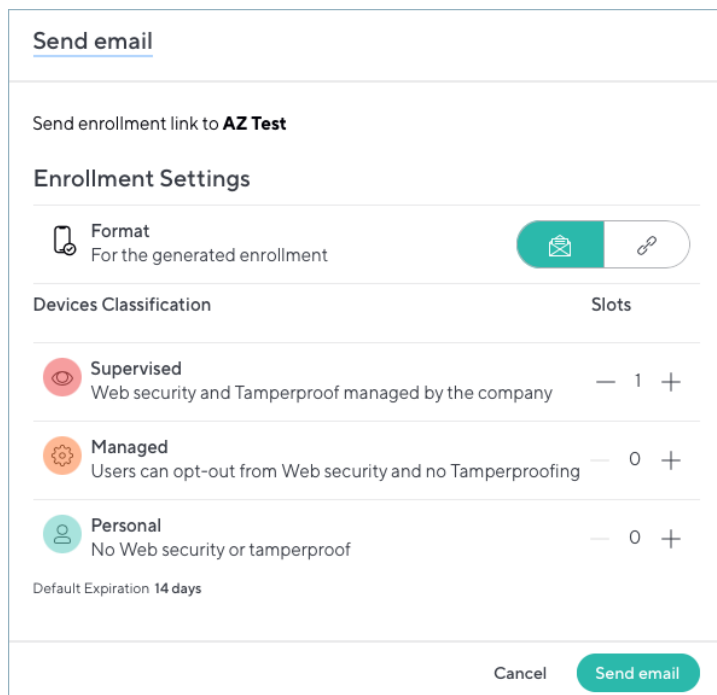 Send email
Send enrollment link to AZ Test
Enrollment Settings
Format
For the generated enrollment
Devices Classification Slots
Supervised
Web security and Tamperproof managed by the company
1
Managed
Users can opt-out from Web security and no Tamperproofing
0
Personal
No Web security or tamperproof
0
Default Expiration 14 days
Cancel Send email